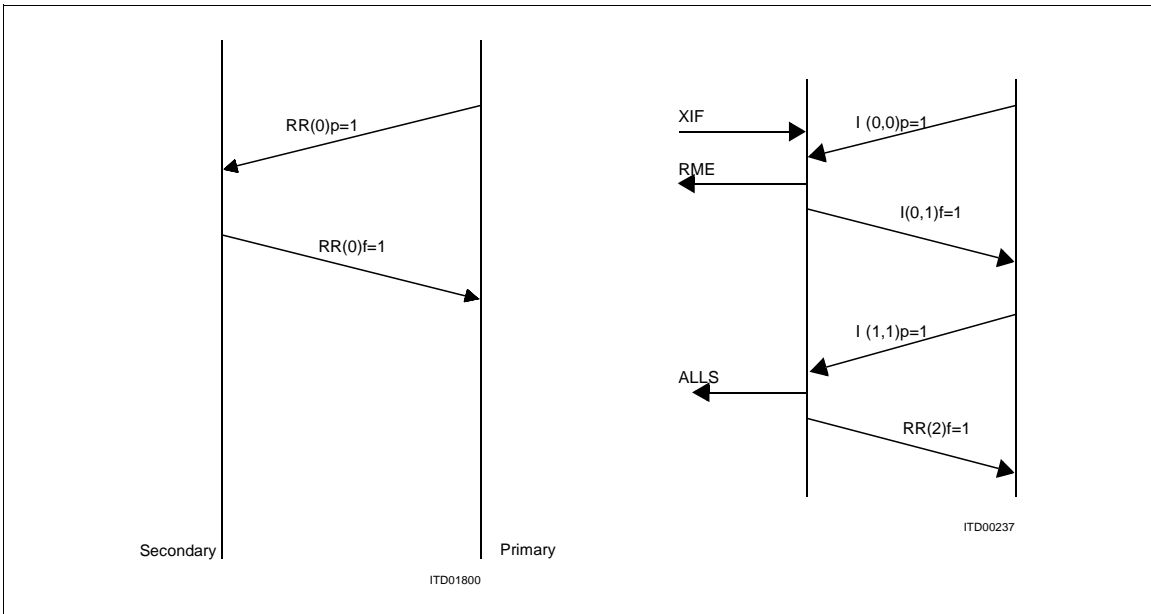 RR(0)p=1
RR(0)f=1
Secondary
Primary
ITD01800
XIF
I (0,0)p=1
RME
I(0,1)f=1
I (1,1)p=1
ALLS
RR(2)f=1
ITD00237